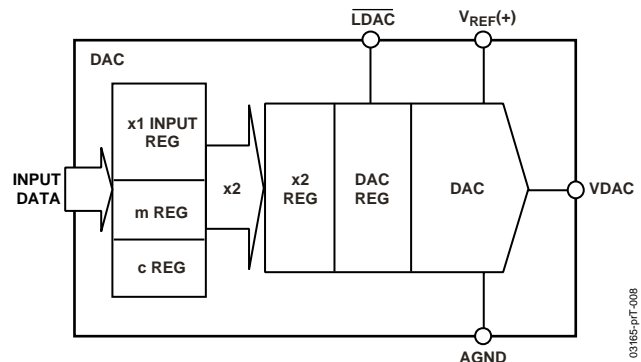 LDAC
VREF(+)
DAC
x1 INPUT
REG
INPUT
DATA
m REG
c REG
x2
x2
REG
DAC
REG
DAC
VDAC
AGND
03165-prT-008